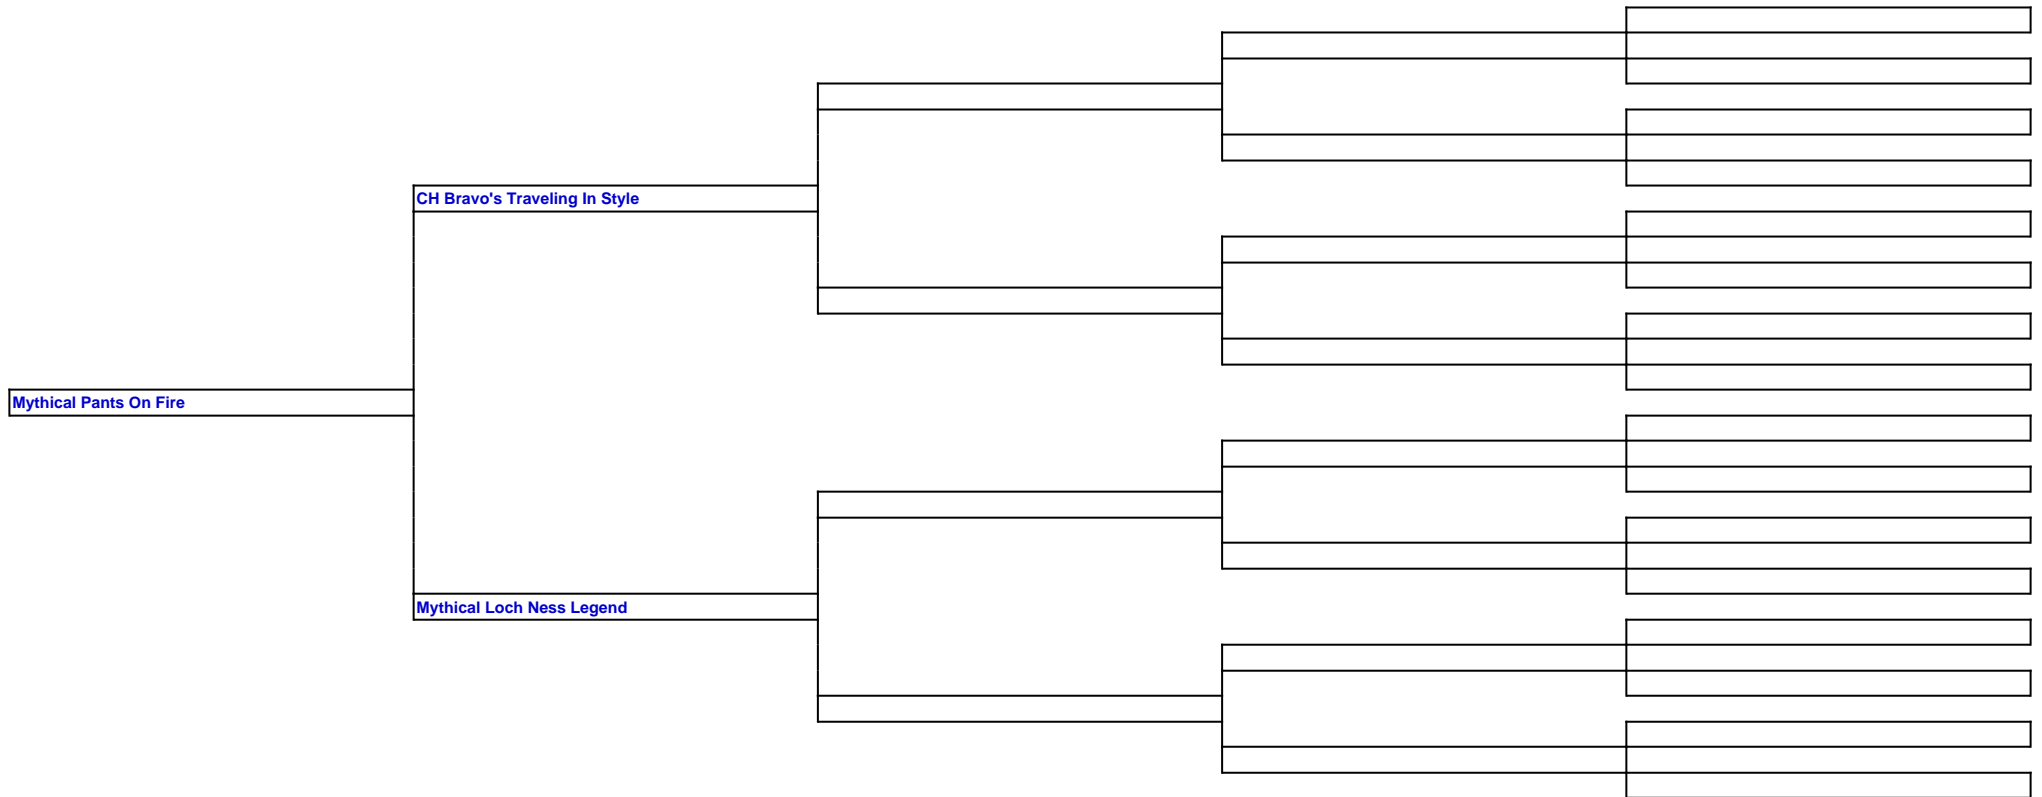 CH Bravo's Traveling In Style
Mythical Pants On Fire
Mythical Loch Ness Legend